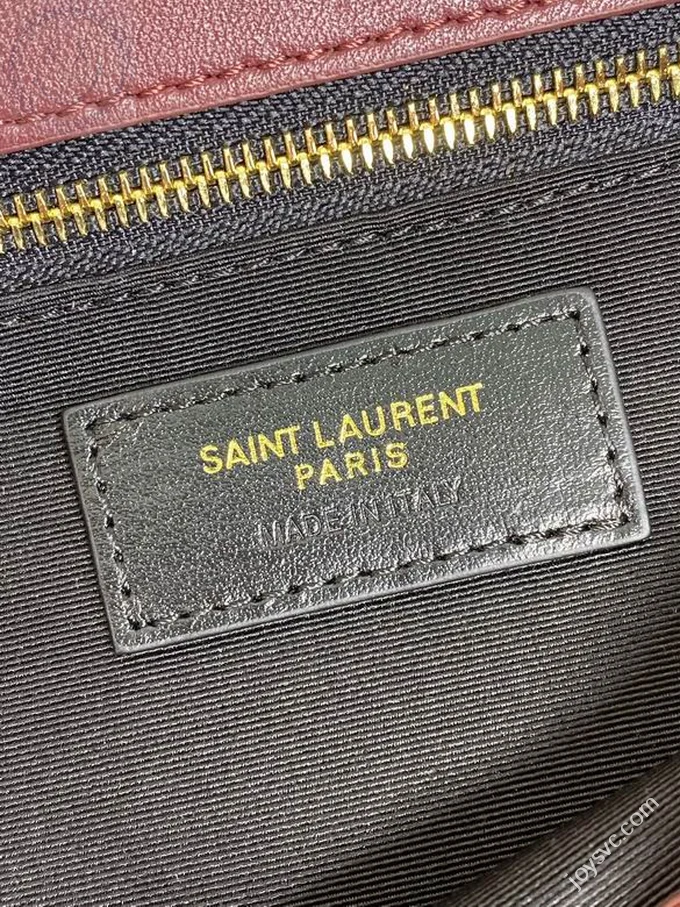 SAINT LAURENT
PARIS
MADE IN ITALY
joysvc.com